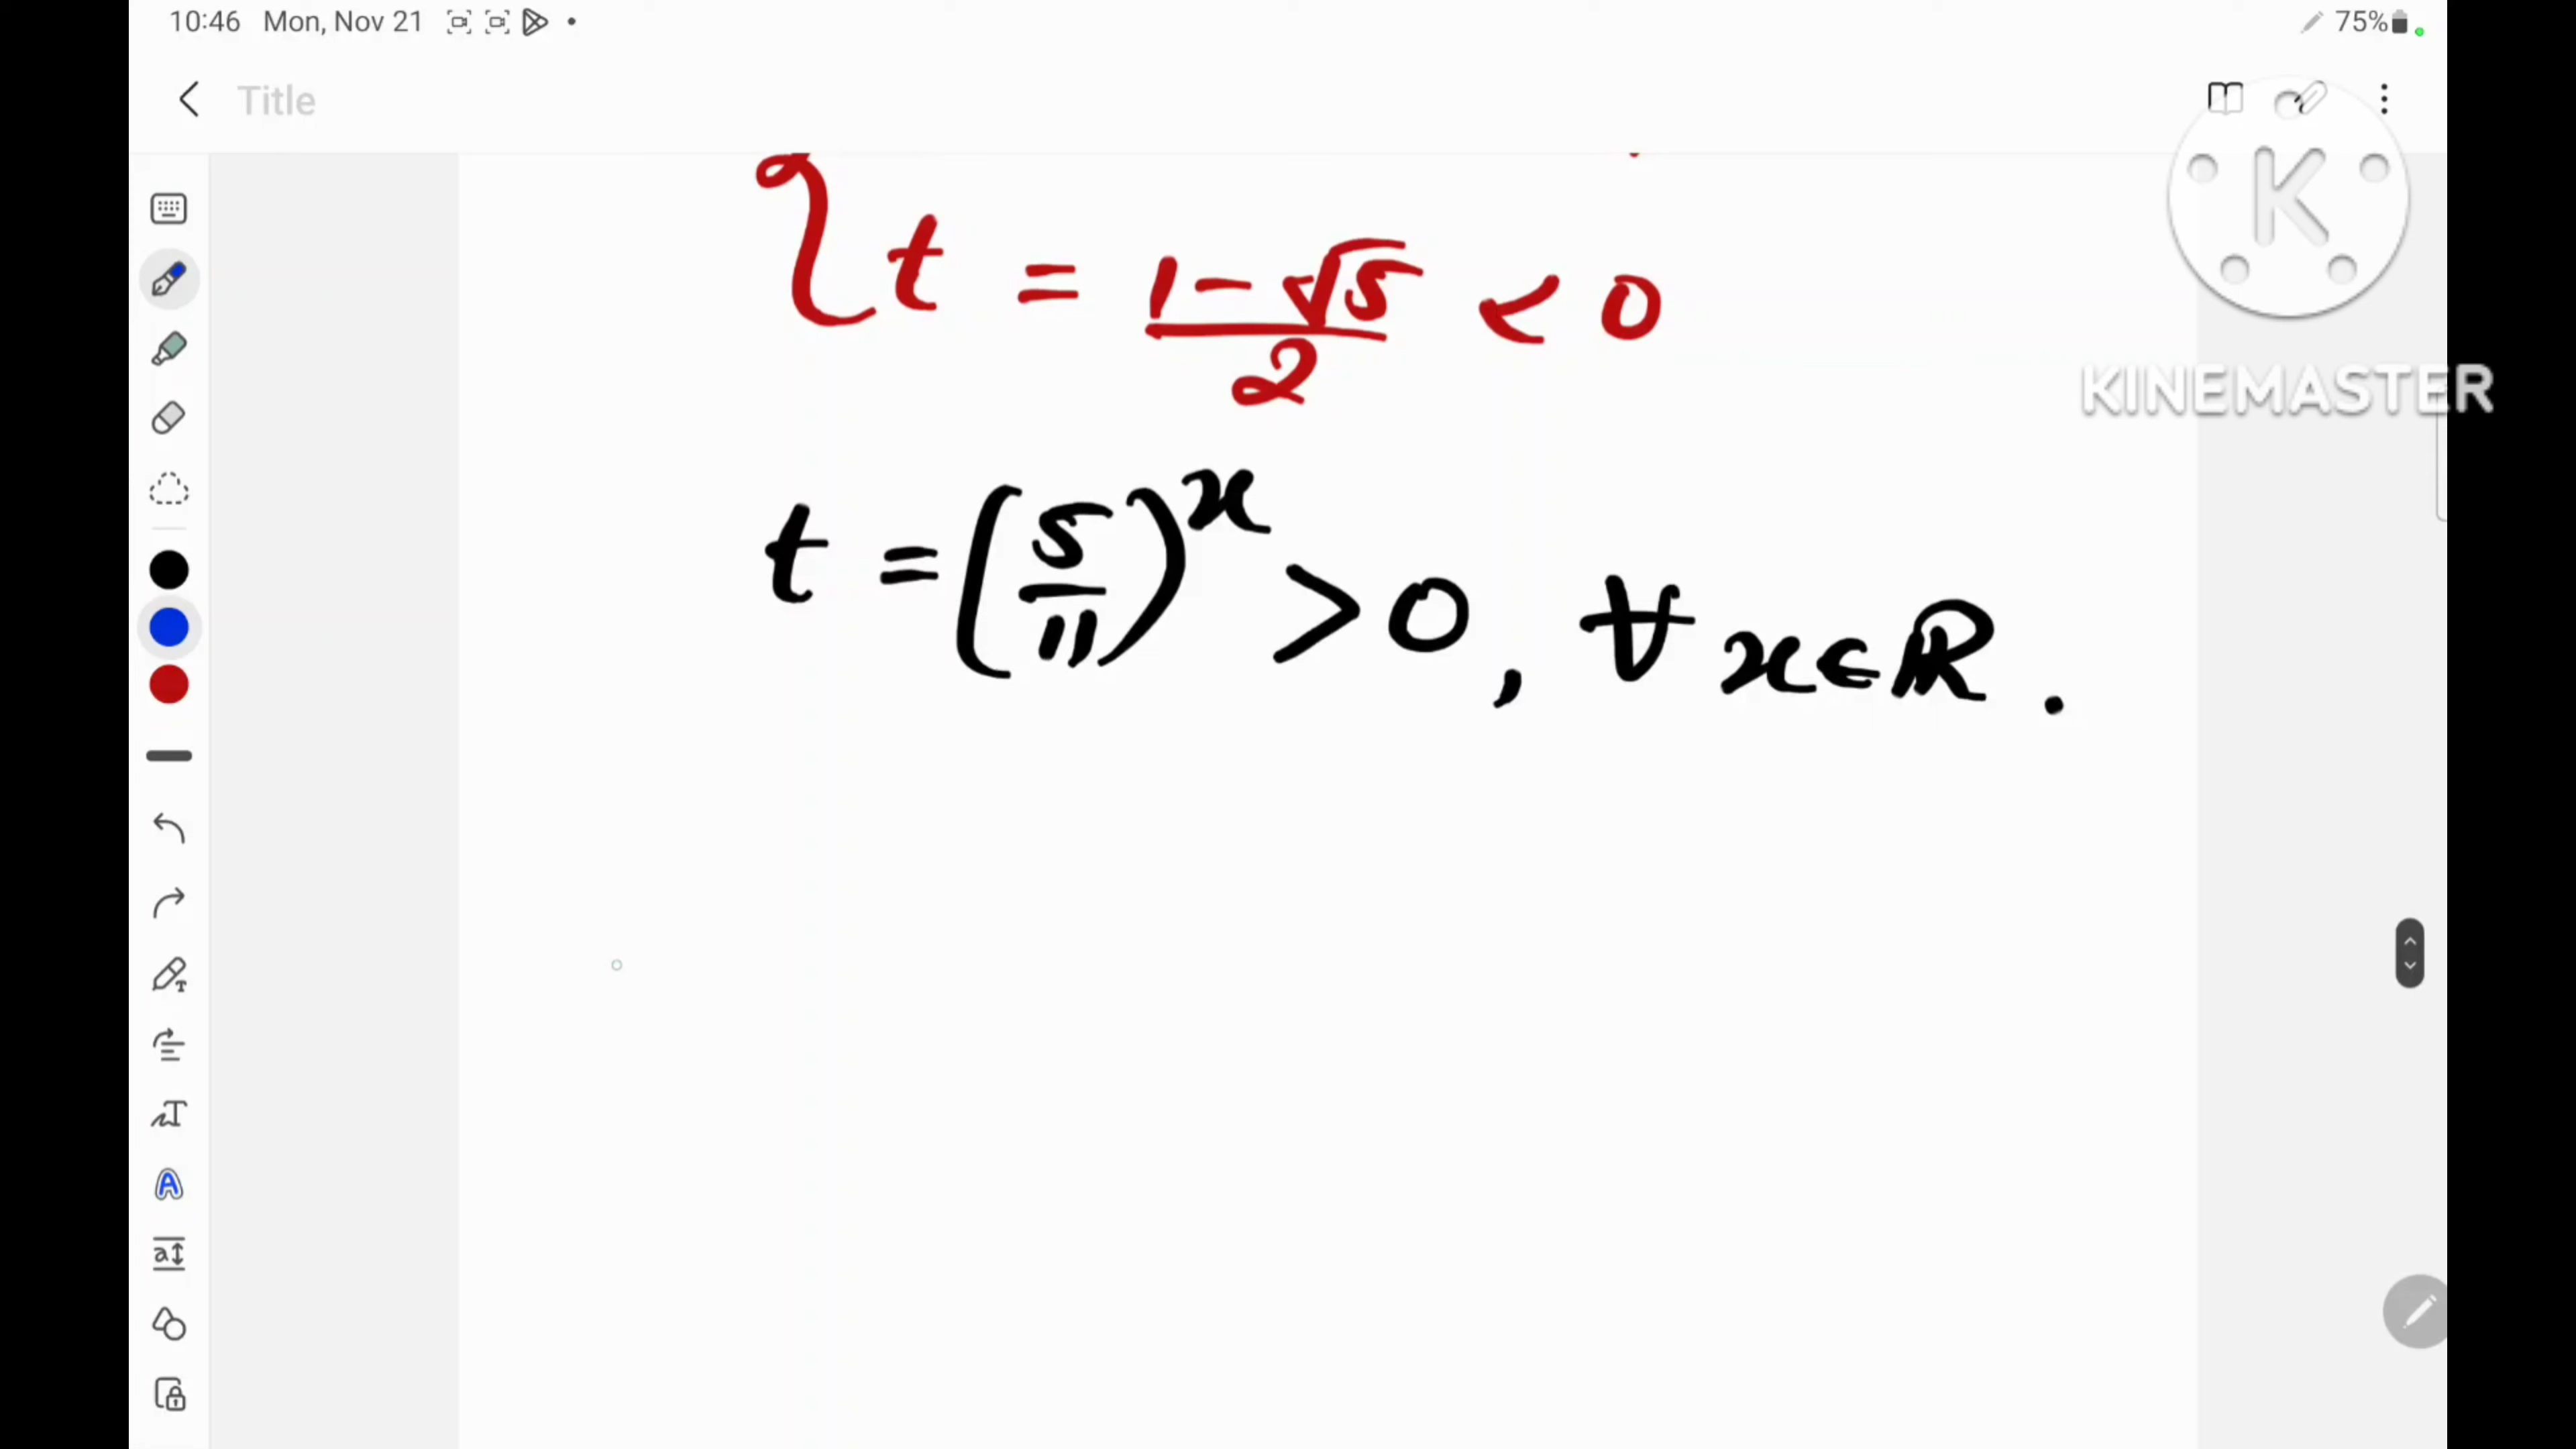 10:46 Mon, Nov 21 75%
Title
K
KINEMASTER
t = 1-√5/2 < 0
t = (5/11)^x > 0, ∀ x∈ℝ.
T
T
A
a